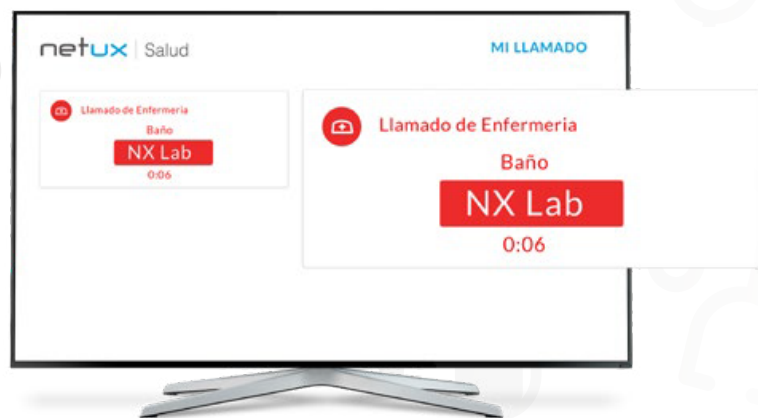 netux | Salud
MI LLAMADO
Llamado de Enfermeria
Baño
NX Lab
0:06
Llamado de Enfermeria
Baño
NX Lab
0:06